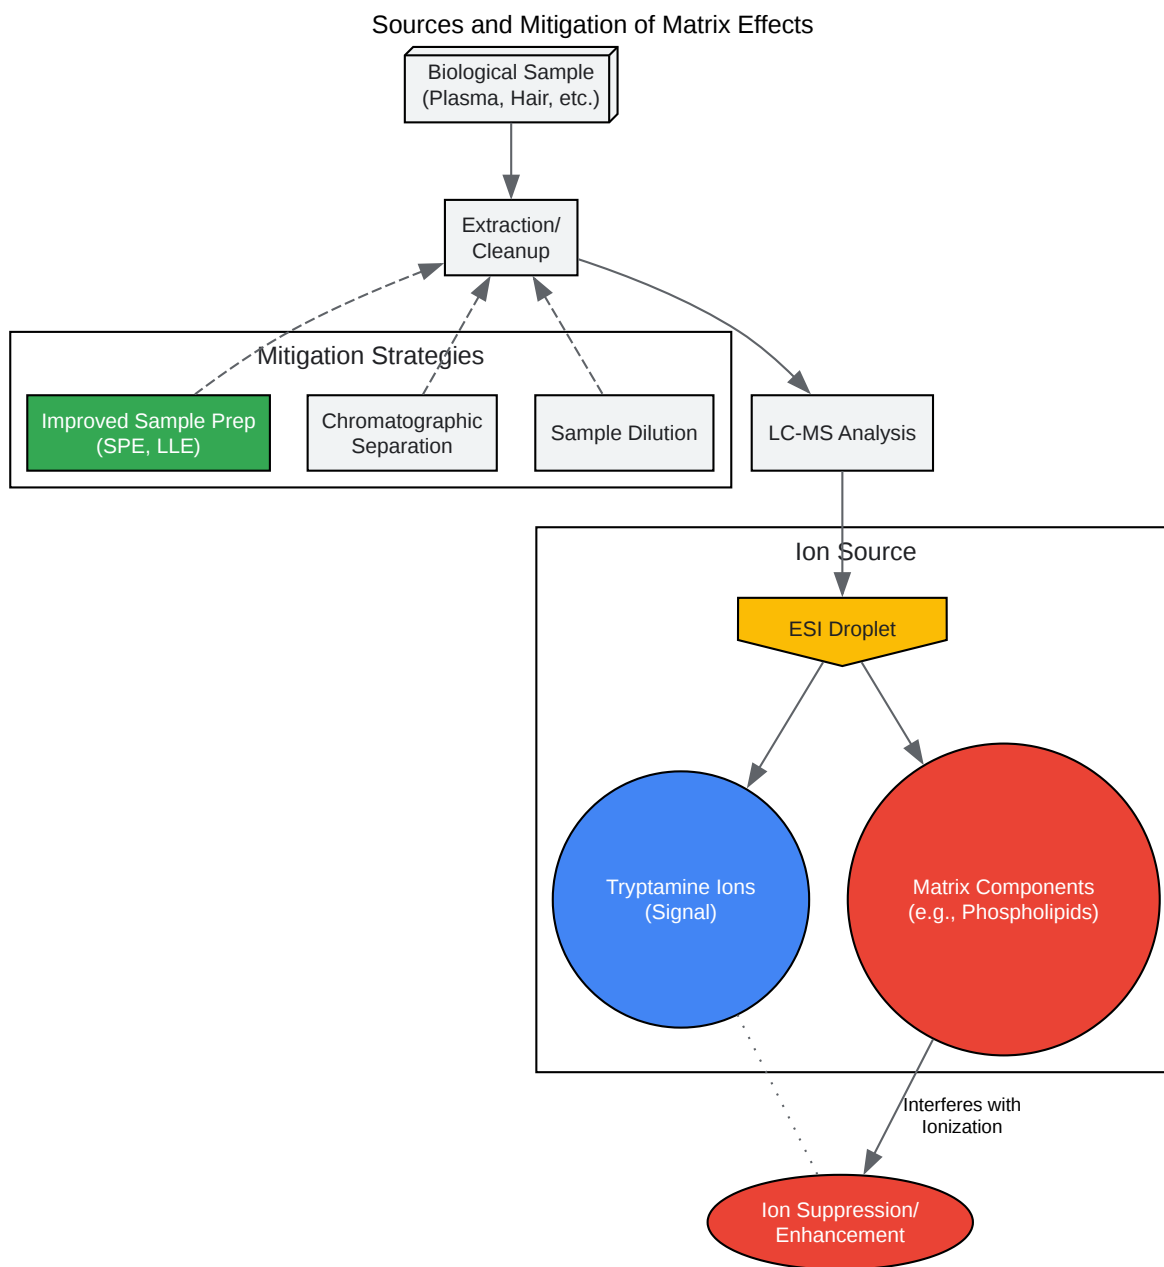 Sources and Mitigation of Matrix Effects
Biological Sample
(Plasma, Hair, etc.)
Extraction/
Cleanup
Mitigation Strategies
Improved Sample Prep
(SPE, LLE)
Chromatographic
Separation
Sample Dilution
LC-MS Analysis
Ion Source
ESI Droplet
Tryptamine Ions
(Signal)
Matrix Components
(e.g., Phospholipids)
Interferes with
Ionization
Ion Suppression/
Enhancement